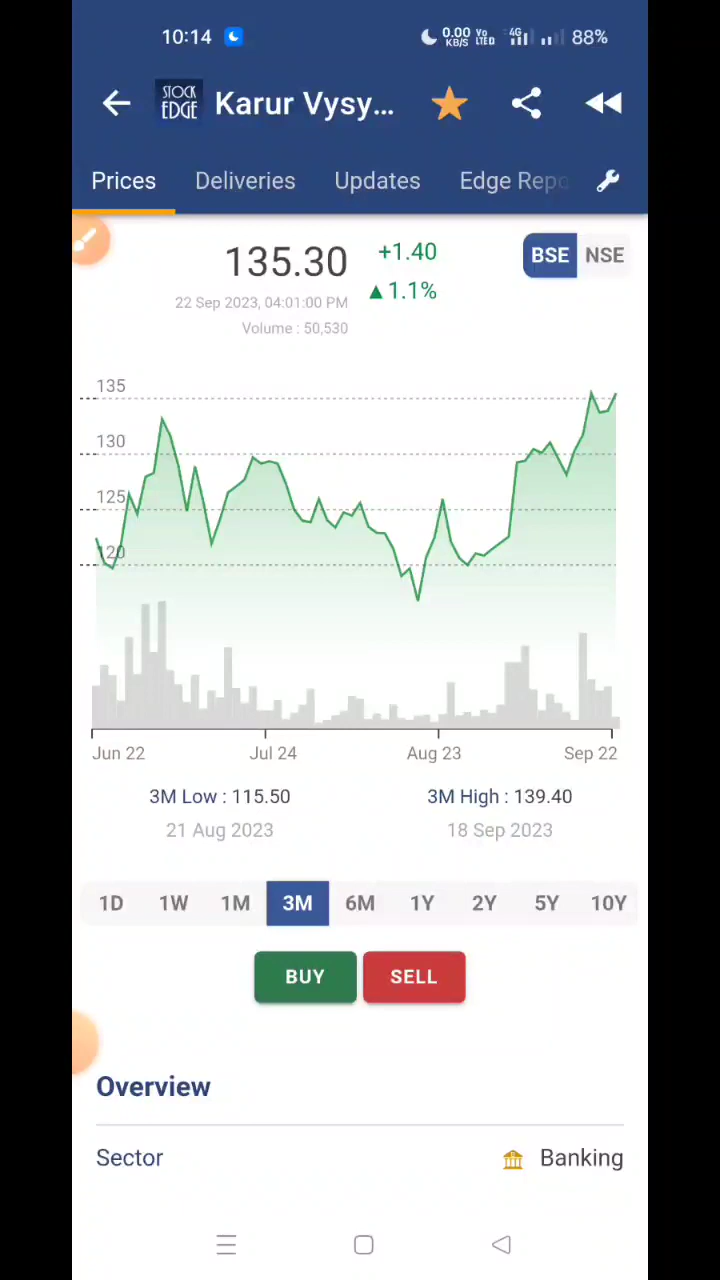 10:14 0.00 KB/S Yo LTED 4G 88%
STOCK EDGE Karur Vysy...
Prices Deliveries Updates Edge Repo
135.30 +1.40 BSE NSE
22 Sep 2023, 04:01:00 PM ▲1.1%
Volume : 50,530
135
130
125
120
Jun 22 Jul 24 Aug 23 Sep 22
3M Low : 115.50 3M High : 139.40
21 Aug 2023 18 Sep 2023
1D 1W 1M 3M 6M 1Y 2Y 5Y 10Y
BUY SELL
Overview
Sector Banking